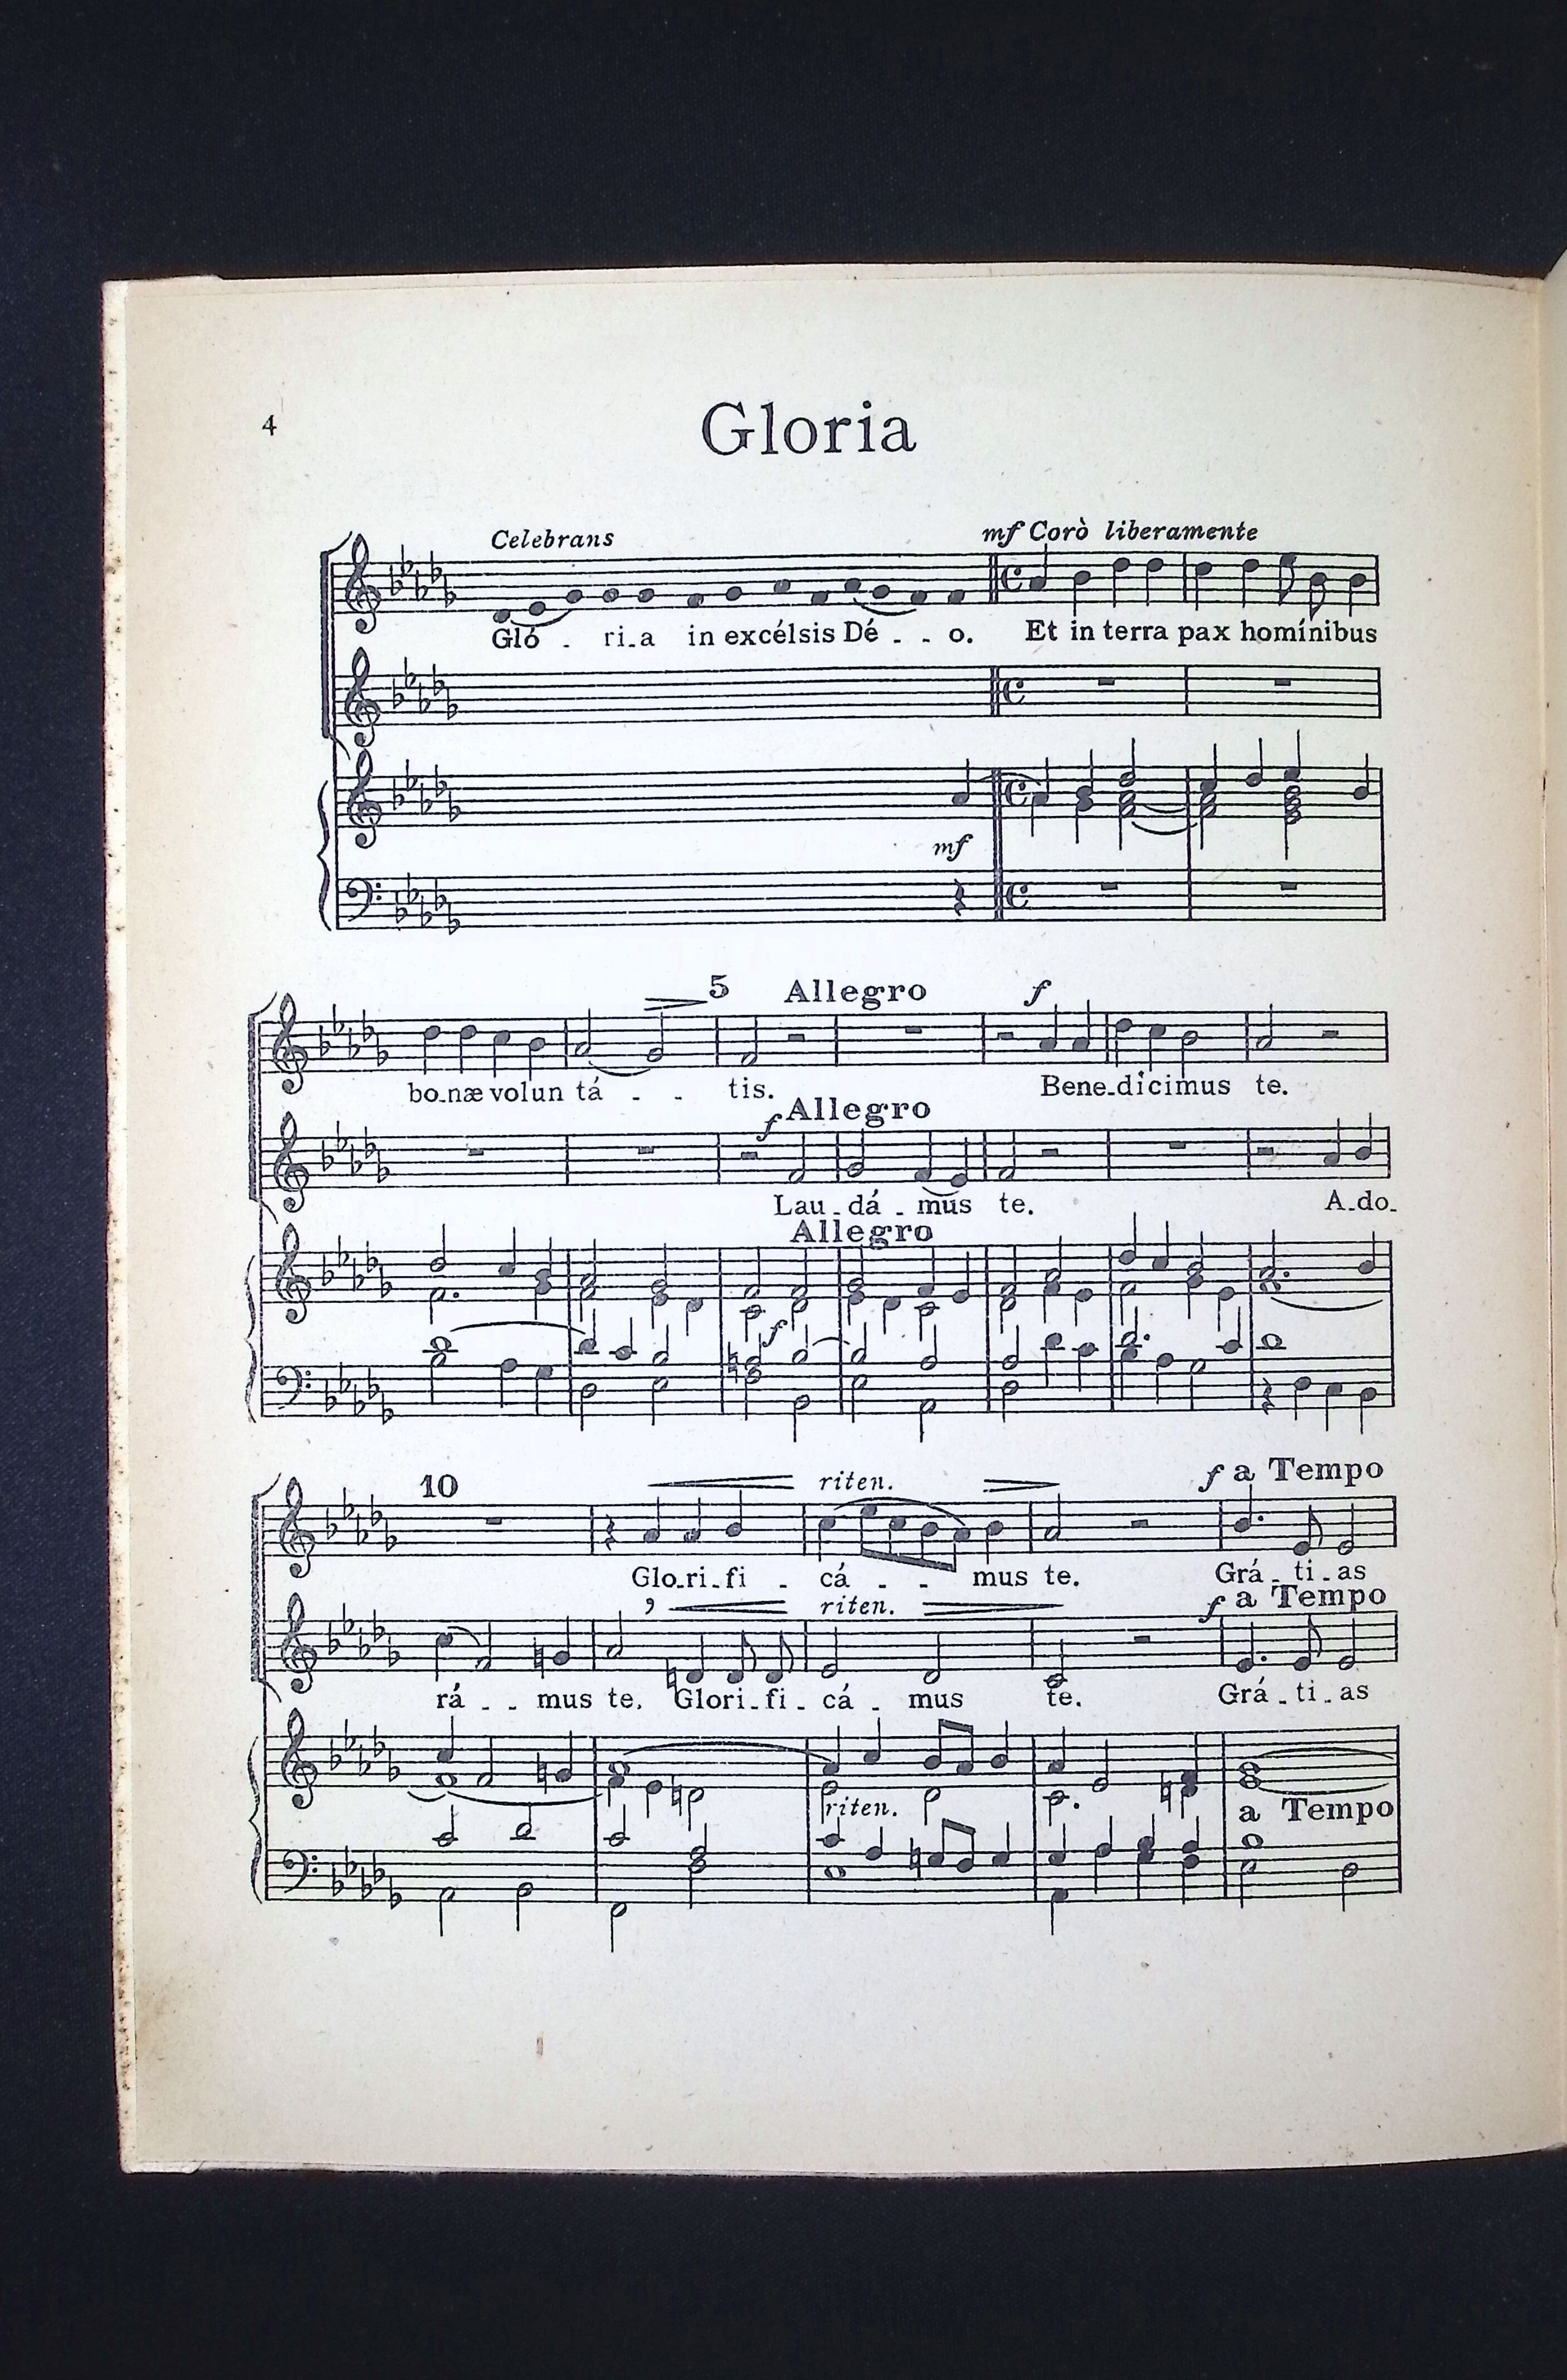 4
Gloria
Celebrans
mf Corò liberamente
Gló . ri.a in excélsis Dé . . o. Et in terra pax homínibus
mf
5 Allegro f
bo.næ volun tá . . tis. Bene.dícimus te.
f Allegro
Lau . dá . mus te. A.do.
Allegro
f
10 riten. f a Tempo
Glo.ri.fi . cá . . mus te. Grá . ti . as
, riten. f a Tempo
rá . . mus te. Glori.fi . cá . mus te. Grá . ti . as
riten. a Tempo